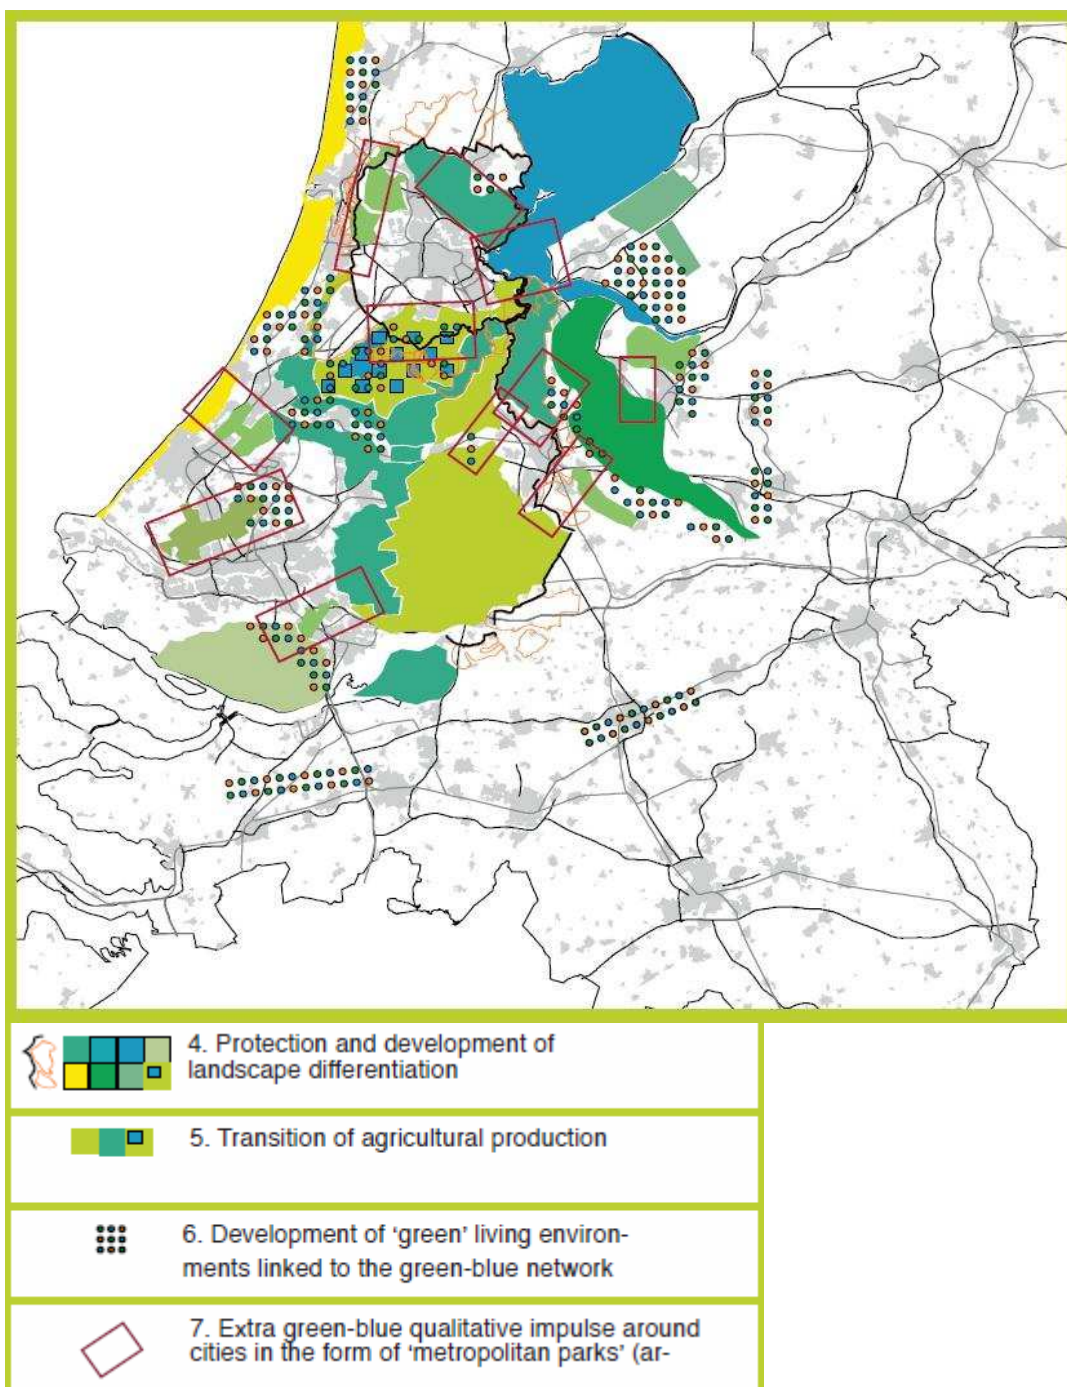 4. Protection and development of
landscape differentiation
5. Transition of agricultural production
6. Development of ‘green’ living environ-
ments linked to the green-blue network
7. Extra green-blue qualitative impulse around
cities in the form of ‘metropolitan parks’ (ar-